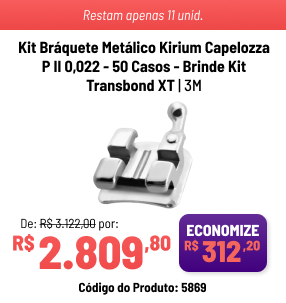 Restam apenas 11 unid.
Kit Bráquete Metálico Kirium Capelozza
P II 0,022 - 50 Casos - Brinde Kit
Transbond XT | 3M
De: R$ 3.122,00 por:
R$ 2.809,80
ECONOMIZE
R$ 312,20
Código do Produto: 5869